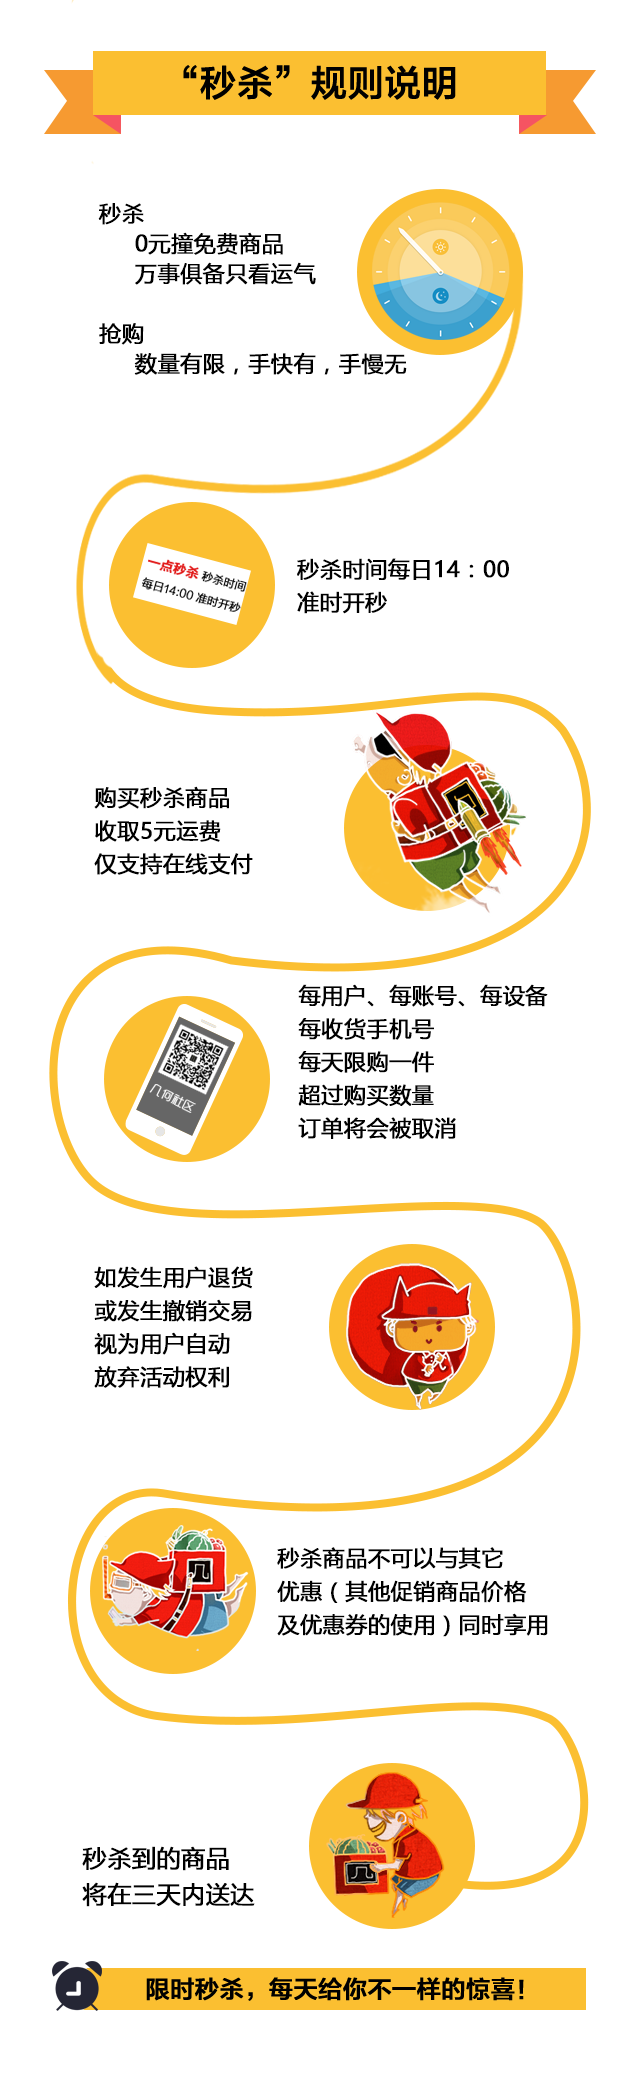 “秒杀”规则说明
秒杀
0元撞免费商品
万事俱备只看运气
抢购
数量有限，手快有，手慢无
一点秒杀 秒杀时间
每日14:00 准时开秒
秒杀时间每日14：00
准时开秒
购买秒杀商品
收取5元运费
仅支持在线支付
几何社区
每用户、每账号、每设备
每收货手机号
每天限购一件
超过购买数量
订单将会被取消
如发生用户退货
或发生撤销交易
视为用户自动
放弃活动权利
秒杀商品不可以与其它
优惠（其他促销商品价格
及优惠券的使用）同时享用
秒杀到的商品
将在三天内送达
限时秒杀，每天给你不一样的惊喜！